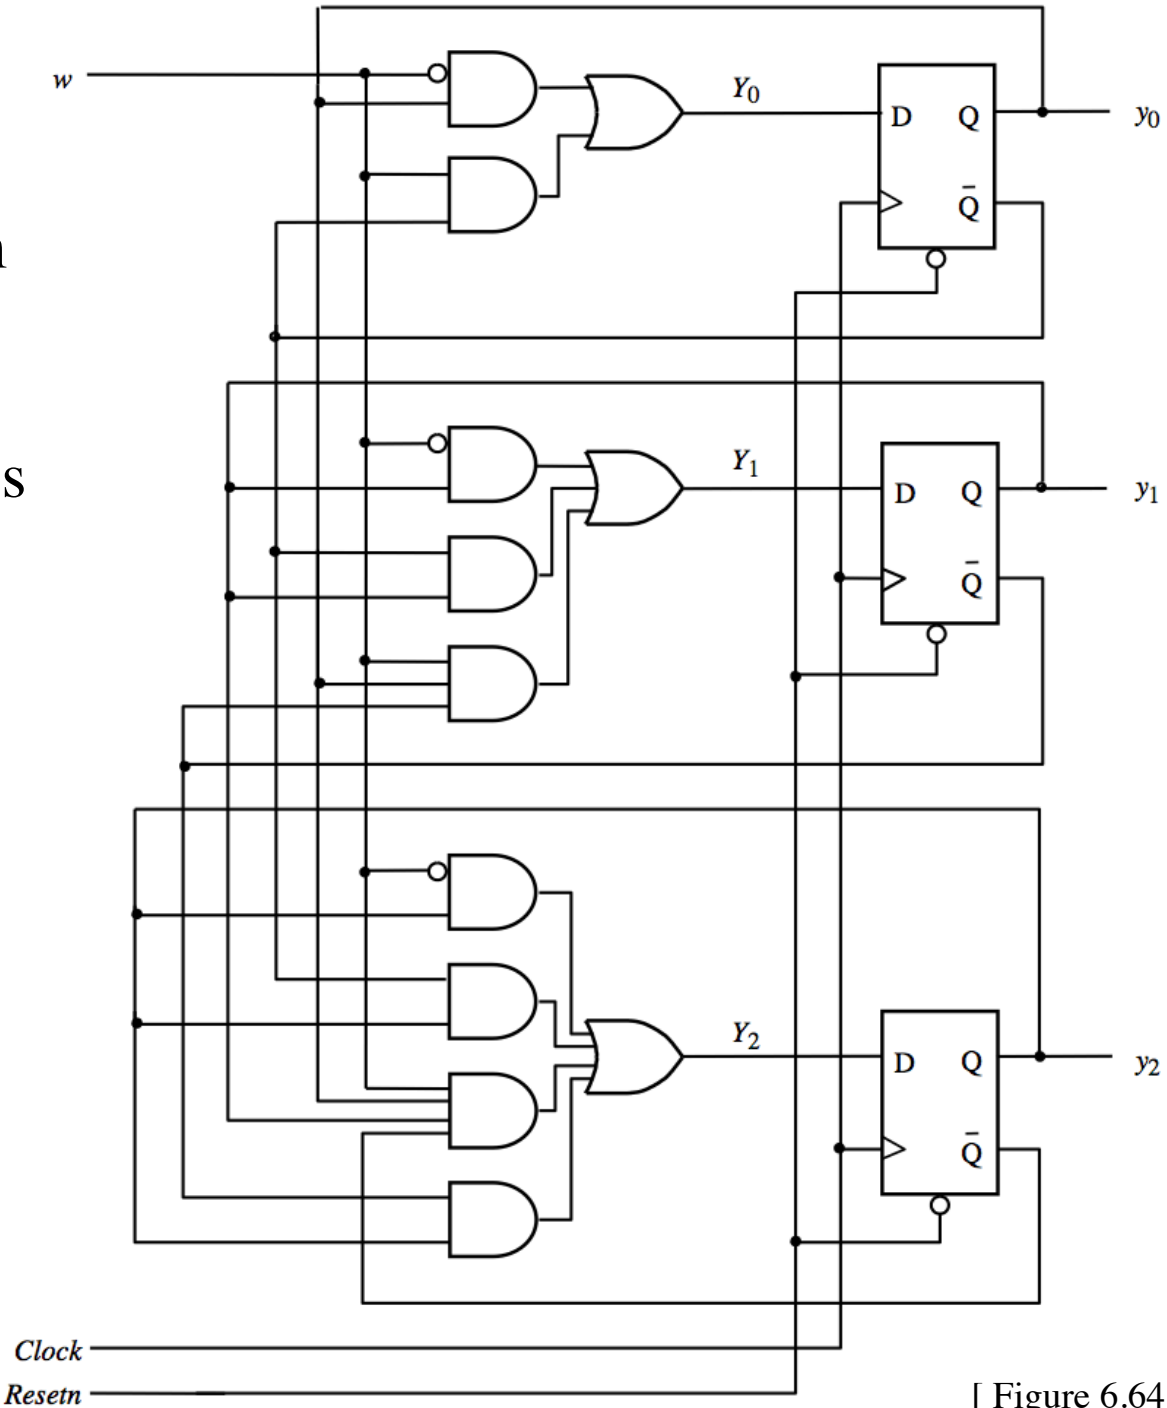 w
Y0
D Q
y0
Q̄
n
Y1
s
D Q
y1
Q̄
Y2
D Q
y2
Q̄
Clock
Resetn
[ Figure 6.64